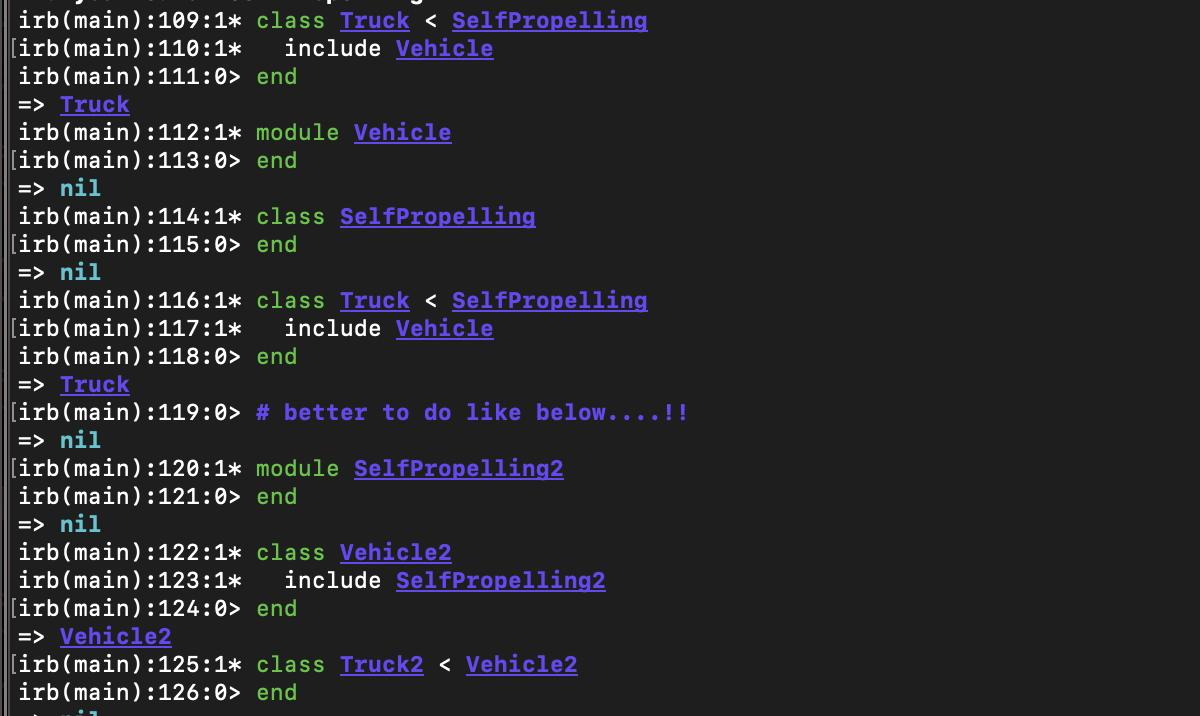 irb(main):109:1* class Truck < SelfPropelling
irb(main):110:1*   include Vehicle
irb(main):111:0> end
=> Truck
irb(main):112:1* module Vehicle
irb(main):113:0> end
=> nil
irb(main):114:1* class SelfPropelling
irb(main):115:0> end
=> nil
irb(main):116:1* class Truck < SelfPropelling
irb(main):117:1*   include Vehicle
irb(main):118:0> end
=> Truck
irb(main):119:0> # better to do like below....!!
=> nil
irb(main):120:1* module SelfPropelling2
irb(main):121:0> end
=> nil
irb(main):122:1* class Vehicle2
irb(main):123:1*   include SelfPropelling2
irb(main):124:0> end
=> Vehicle2
irb(main):125:1* class Truck2 < Vehicle2
irb(main):126:0> end